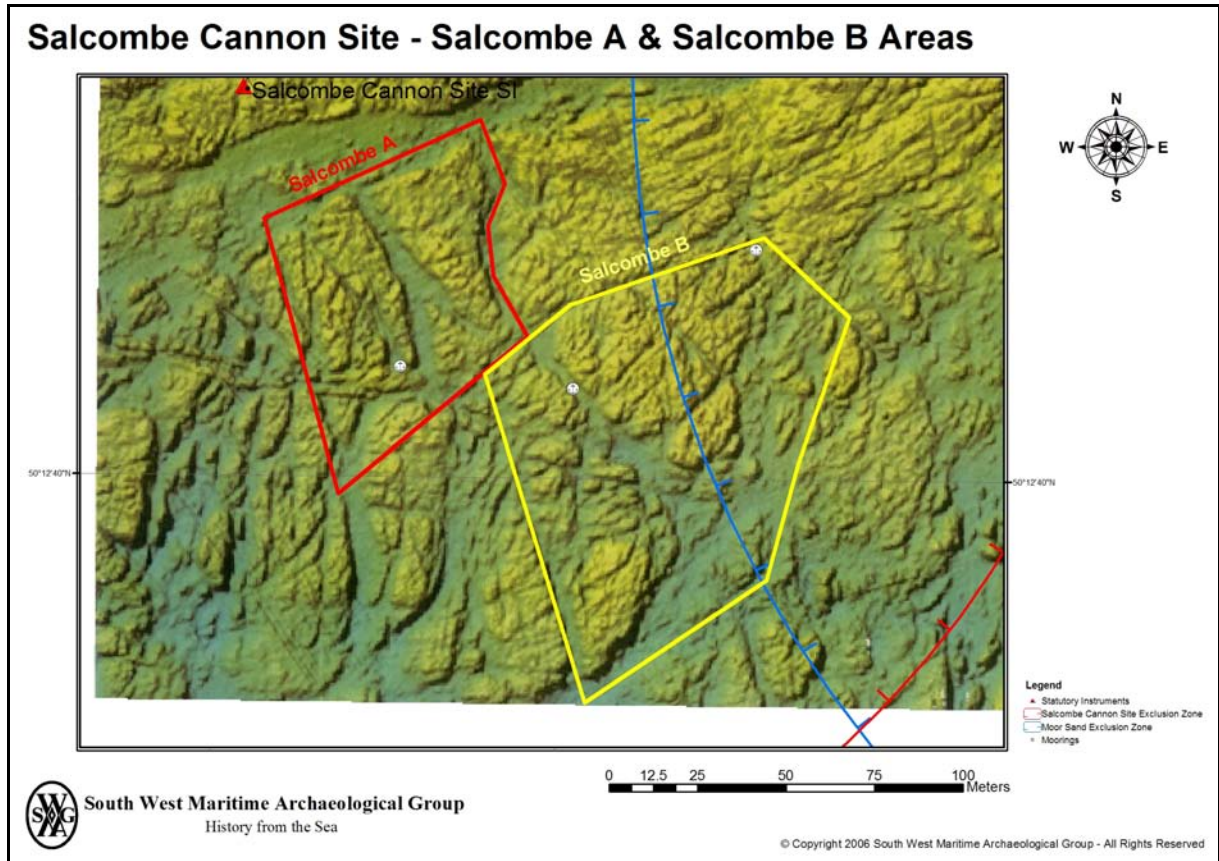 Salcombe Cannon Site - Salcombe A & Salcombe B Areas
Salcombe Cannon Site SI
Salcombe A
Salcombe B
N
W E
S
50°12'40"N
50°12'40"N
Legend
Statutory Instruments
Salcombe Cannon Site Exclusion Zone
Moor Sand Exclusion Zone
Moorings
0 12.5 25 50 75 100
Meters
SWMAG
South West Maritime Archaeological Group
History from the Sea
© Copyright 2006 South West Maritime Archaeological Group - All Rights Reserved